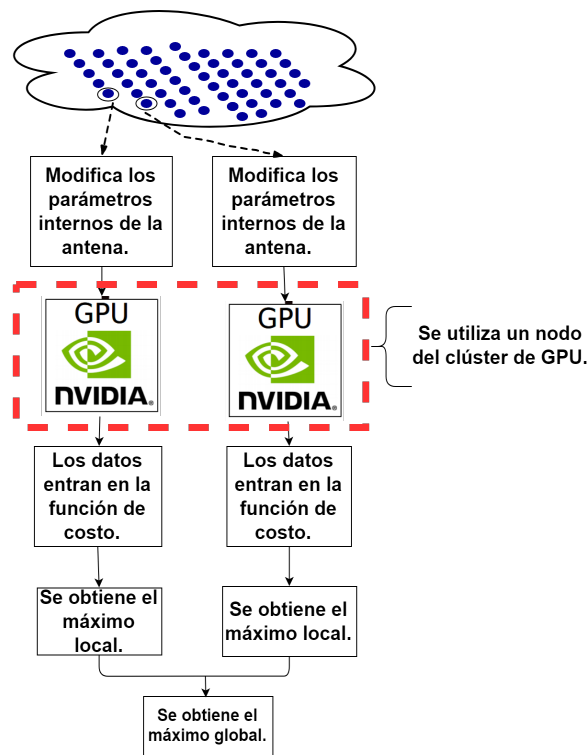 Modifica los
parámetros
internos de la
antena.
Modifica los
parámetros
internos de la
antena.
GPU
NVIDIA®
GPU
NVIDIA®
Se utiliza un nodo
del clúster de GPU.
Los datos
entran en la
función de
costo.
Los datos
entran en la
función de
costo.
Se obtiene el
máximo
local.
Se obtiene el
máximo local.
Se obtiene el
máximo global.